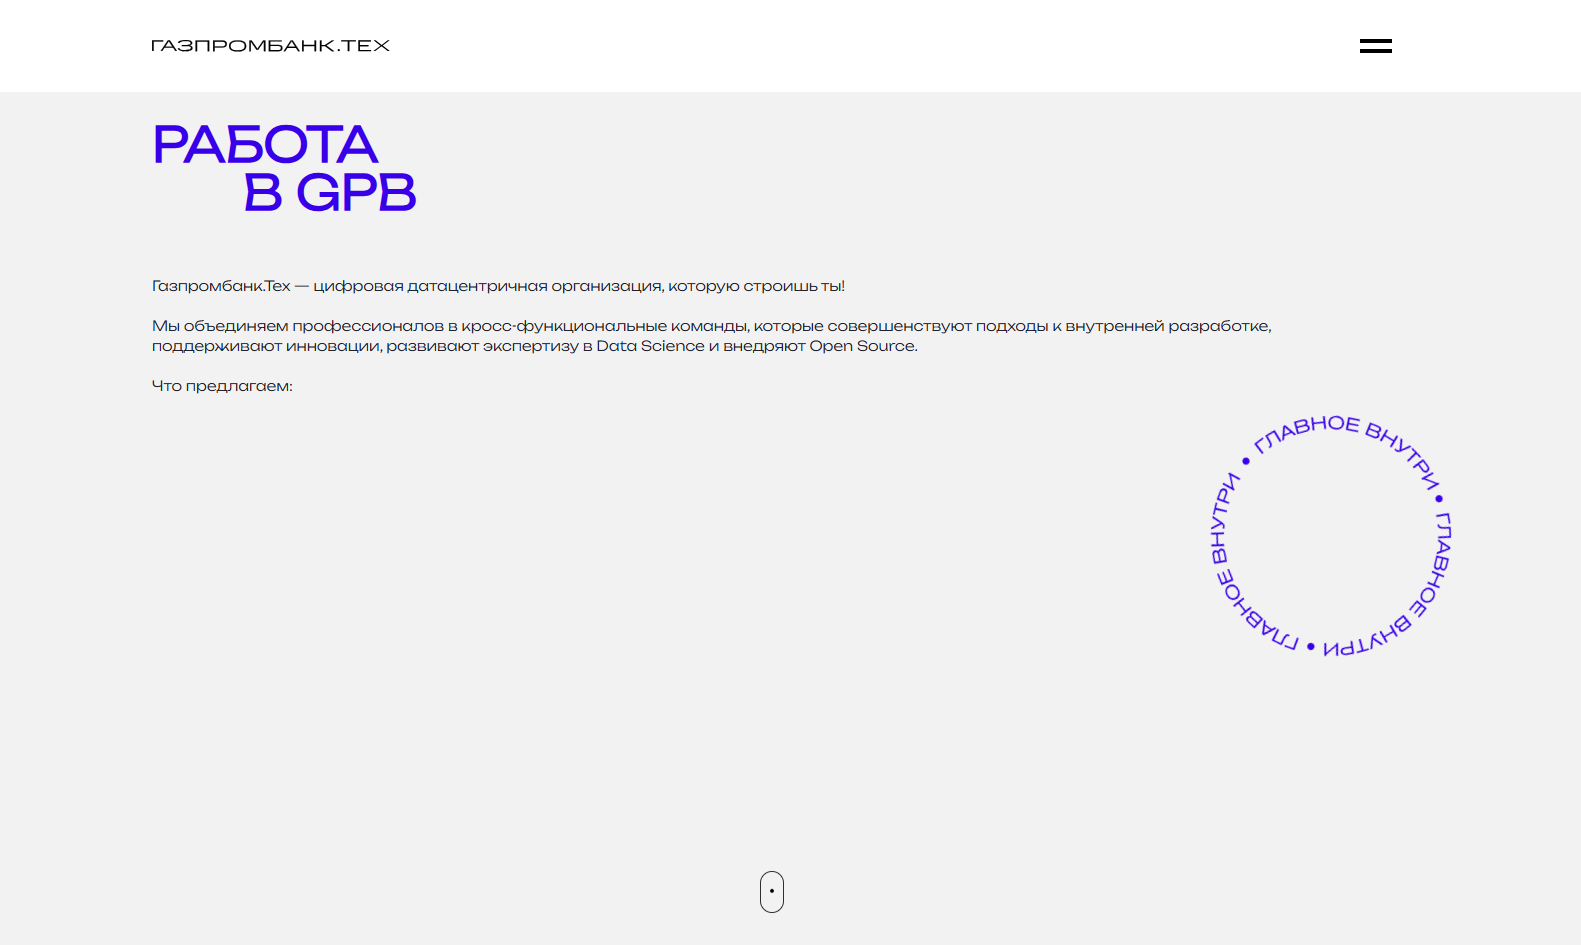 ГАЗПРОМБАНК.ТЕХ
РАБОТА
В GPB
Газпромбанк.Тех — цифровая датацентричная организация, которую строишь ты!
Мы объединяем профессионалов в кросс-функциональные команды, которые совершенствуют подходы к внутренней разработке,
поддерживают инновации, развивают экспертизу в Data Science и внедряют Open Source.
Что предлагаем:
ГЛАВНОЕ ВНУТРИ • ГЛАВНОЕ ВНУТРИ • ГЛАВНОЕ ВНУТРИ •